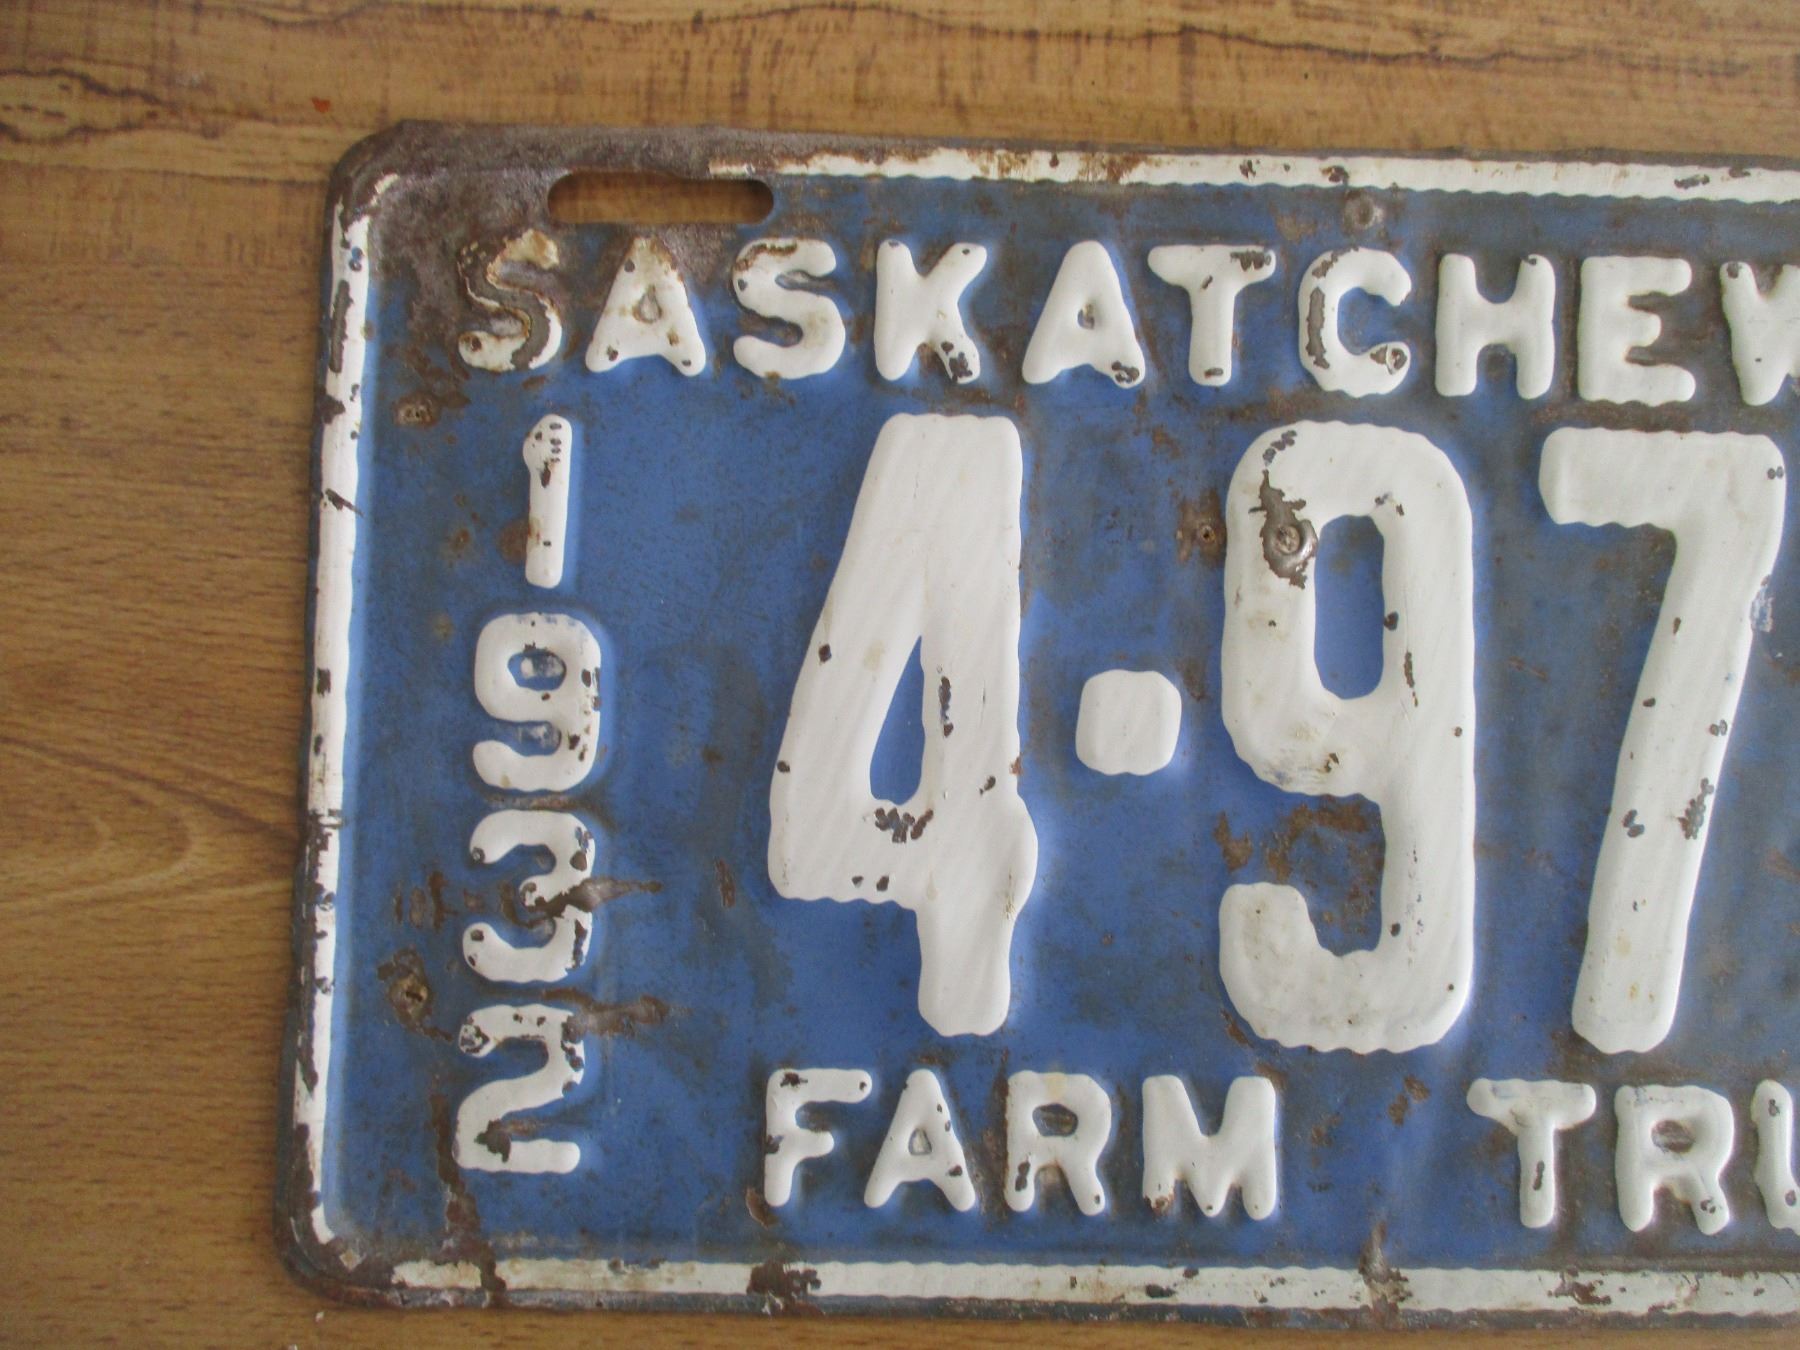 SASKATCHEW
1932
4·97
FARM TRU